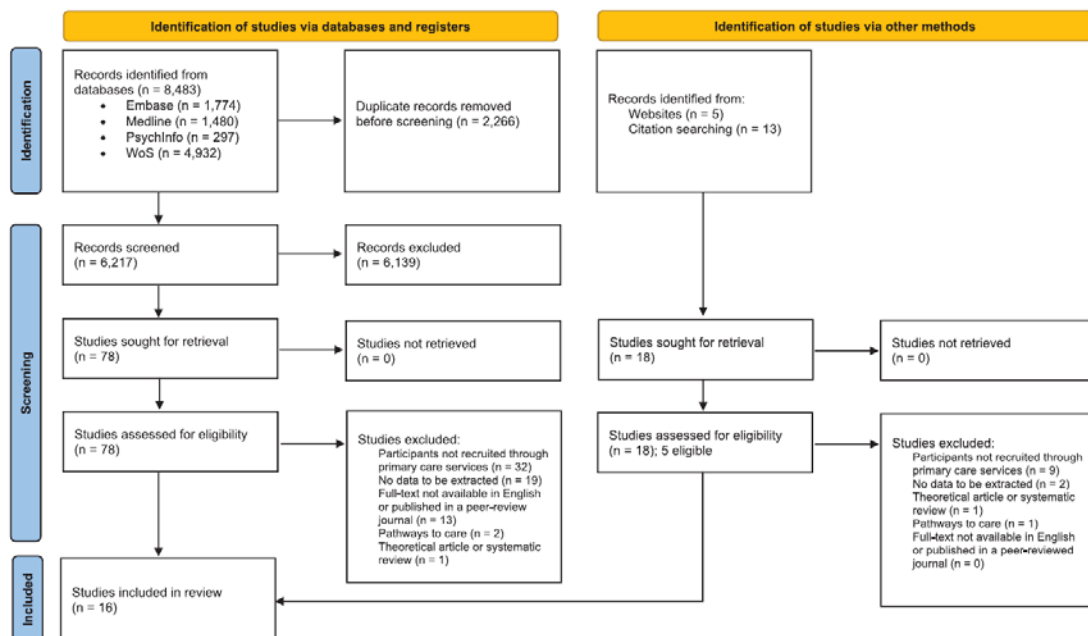 Identification of studies via databases and registers
Identification of studies via other methods
Identification
Records identified from
databases (n = 8,483)
• Embase (n = 1,774)
• Medline (n = 1,480)
• PsychInfo (n = 297)
• WoS (n = 4,932)
Duplicate records removed
before screening (n = 2,266)
Records identified from:
Websites (n = 5)
Citation searching (n = 13)
Screening
Records screened
(n = 6,217)
Records excluded
(n = 6,139)
Studies sought for retrieval
(n = 78)
Studies not retrieved
(n = 0)
Studies sought for retrieval
(n = 18)
Studies not retrieved
(n = 0)
Studies assessed for eligibility
(n = 78)
Studies excluded:
Participants not recruited through
primary care services (n = 32)
No data to be extracted (n = 19)
Full-text not available in English
or published in a peer-review
journal (n = 13)
Pathways to care (n = 2)
Theoretical article or systematic
review (n = 1)
Studies assessed for eligibility
(n = 18); 5 eligible
Studies excluded:
Participants not recruited through
primary care services (n = 9)
No data to be extracted (n = 2)
Theoretical article or systematic
review (n = 1)
Pathways to care (n = 1)
Full-text not available in English
or published in a peer-reviewed
journal (n = 0)
Included
Studies included in review
(n = 16)